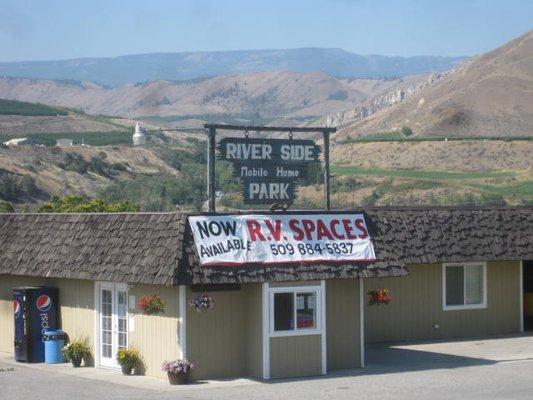 RIVER SIDE
Mobile Home
PARK
NOW AVAILABLE R.V. SPACES
509 884-5837